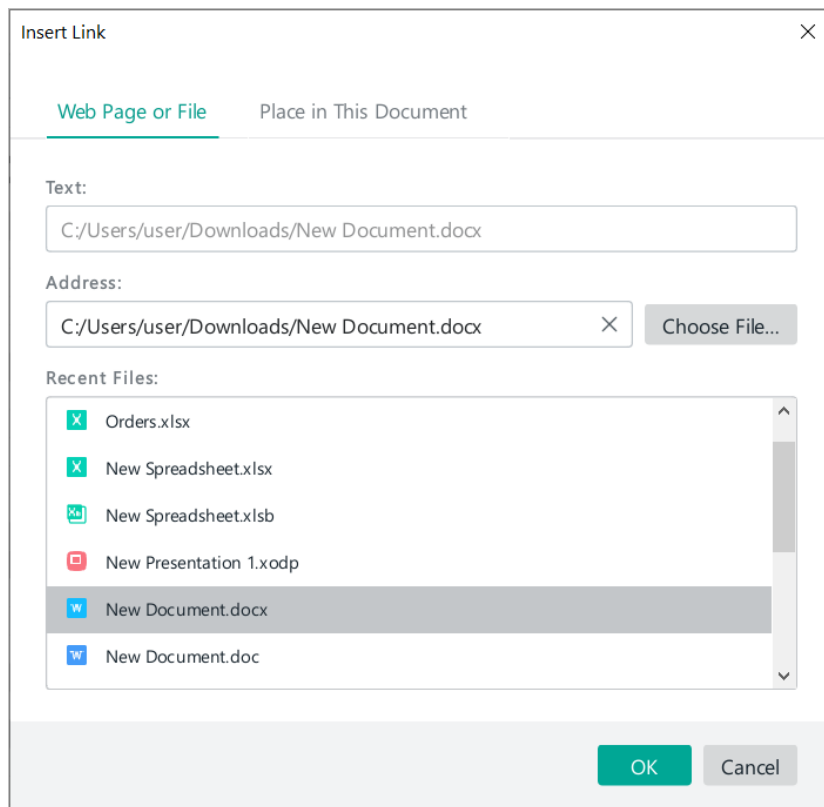 Insert Link
Web Page or File
Place in This Document
Text:
C:/Users/user/Downloads/New Document.docx
Address:
C:/Users/user/Downloads/New Document.docx
Choose File...
Recent Files:
Orders.xlsx
New Spreadsheet.xlsx
New Spreadsheet.xlsb
New Presentation 1.xodp
New Document.docx
New Document.doc
OK
Cancel